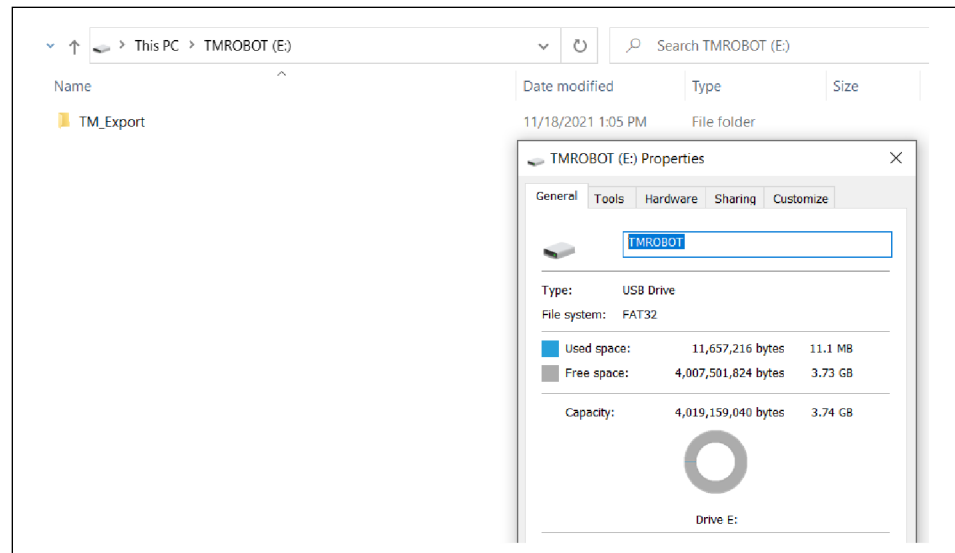 This PC > TMROBOT (E:)
Search TMROBOT (E:)
Name
Date modified
Type
Size
TM_Export
11/18/2021 1:05 PM
File folder
TMROBOT (E:) Properties
General
Tools
Hardware
Sharing
Customize
TMROBOT
Type: USB Drive
File system: FAT32
Used space: 11,657,216 bytes 11.1 MB
Free space: 4,007,501,824 bytes 3.73 GB
Capacity: 4,019,159,040 bytes 3.74 GB
Drive E: